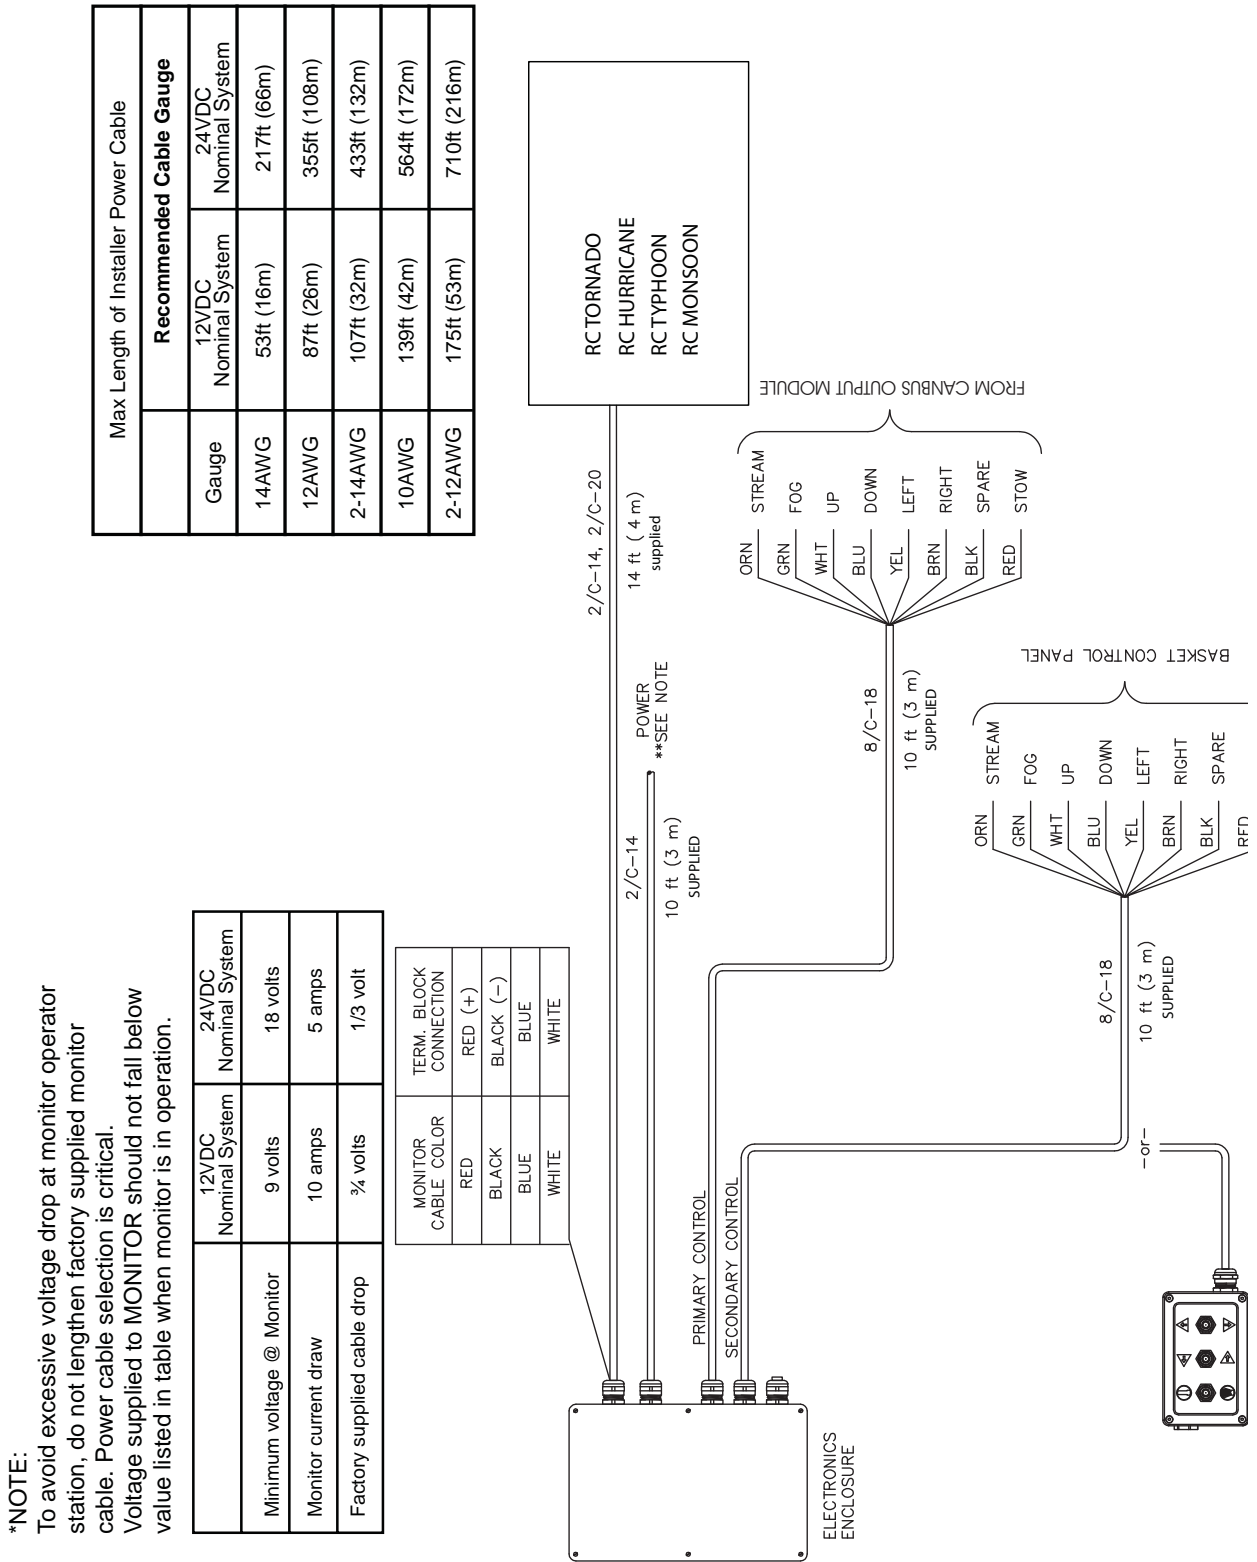 *NOTE:
To avoid excessive voltage drop at monitor operator
station, do not lengthen factory supplied monitor
cable. Power cable selection is critical.
Voltage supplied to MONITOR should not fall below
value listed in table when monitor is in operation.
12VDC Nominal System 24VDC Nominal System
Minimum voltage @ Monitor 9 volts 18 volts
Monitor current draw 10 amps 5 amps
Factory supplied cable drop ¾ volts 1/3 volt
Max Length of Installer Power Cable
Recommended Cable Gauge
Gauge 12VDC Nominal System 24VDC Nominal System
14AWG 53ft (16m) 217ft (66m)
12AWG 87ft (26m) 355ft (108m)
2-14AWG 107ft (32m) 433ft (132m)
10AWG 139ft (42m) 564ft (172m)
2-12AWG 175ft (53m) 710ft (216m)
MONITOR CABLE COLOR TERM. BLOCK CONNECTION
RED RED (+)
BLACK BLACK (-)
BLUE BLUE
WHITE WHITE
2/C-14, 2/C-20
14 ft ( 4 m)
supplied
RC TORNADO
RC HURRICANE
RC TYPHOON
RC MONSOON
2/C-14
10 ft (3 m)
SUPPLIED
POWER
**SEE NOTE
PRIMARY CONTROL
SECONDARY CONTROL
ELECTRONICS
ENCLOSURE
8/C-18
10 ft (3 m)
SUPPLIED
ORN STREAM
GRN FOG
WHT UP
BLU DOWN
YEL LEFT
BRN RIGHT
BLK SPARE
RED STOW
FROM CANBUS OUTPUT MODULE
8/C-18
10 ft (3 m)
SUPPLIED
ORN STREAM
GRN FOG
WHT UP
BLU DOWN
YEL LEFT
BRN RIGHT
BLK SPARE
RED
BASKET CONTROL PANEL
-or-